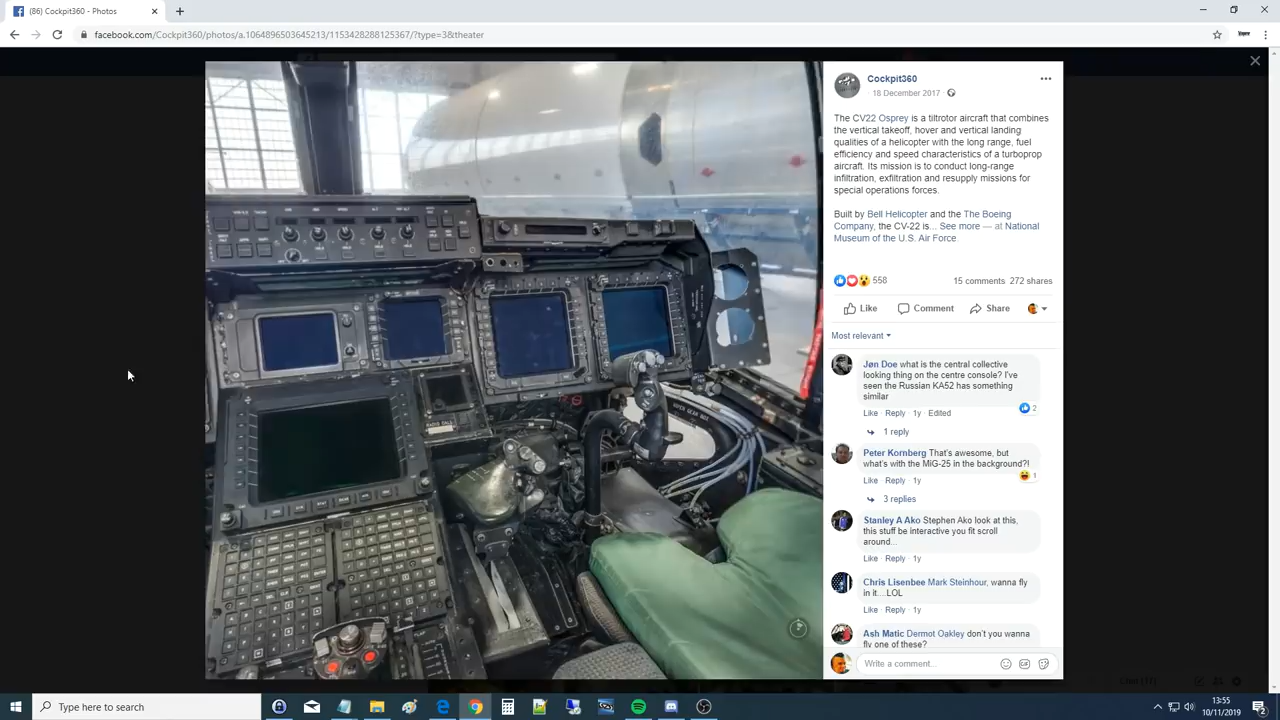 (86) Cockpit360 - Photos
facebook.com/Cockpit360/photos/a.1064896503645213/1153428288125367/?type=3&theater
Cockpit360
18 December 2017
The CV22 Osprey is a tiltrotor aircraft that combines
the vertical takeoff, hover and vertical landing
qualities of a helicopter with the long range, fuel
efficiency and speed characteristics of a turboprop
aircraft. Its mission is to conduct long-range
infiltration, exfiltration and resupply missions for
special operations forces.
Built by Bell Helicopter and the The Boeing
Company, the CV-22 is... See more — at National
Museum of the U.S. Air Force.
558
15 comments 272 shares
Like Comment Share
Most relevant
Jøn Doe what is the central collective
looking thing on the centre console? I've
seen the Russian KA52 has something
similar
2
Like · Reply · 1y · Edited
1 reply
Peter Kornberg That's awesome, but
what's with the MiG-25 in the background?!
1
Like · Reply · 1y
3 replies
Stanley A Ako Stephen Ako look at this,
this stuff be interactive you fit scroll
around...
Like · Reply · 1y
Chris Lisenbee Mark Steinhour, wanna fly
in it....LOL
Like · Reply · 1y
Ash Matic Dermot Oakley don't you wanna
fly one of these?
Write a comment...
GIF
Type here to search
13:55
10/11/2019
2